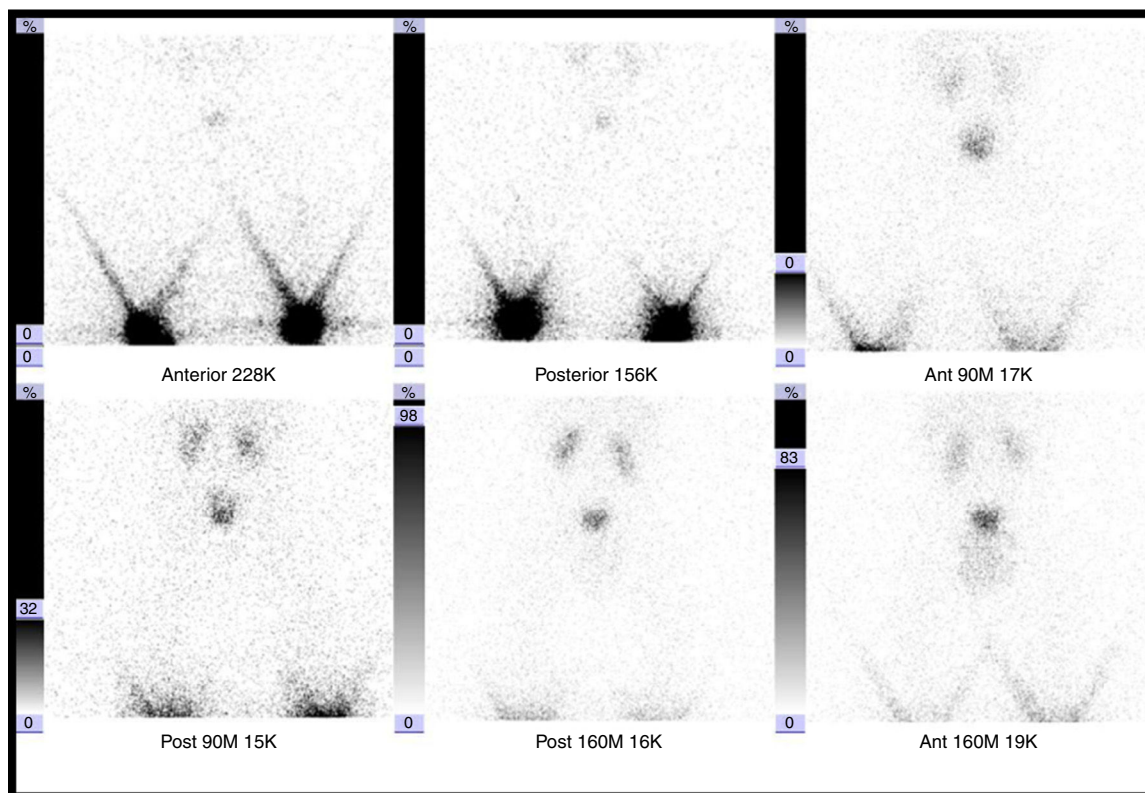 % % %
0
0 0
0 0 0
Anterior 228K Posterior 156K Ant 90M 17K
% % %
98
83
32
0 0 0
Post 90M 15K Post 160M 16K Ant 160M 19K